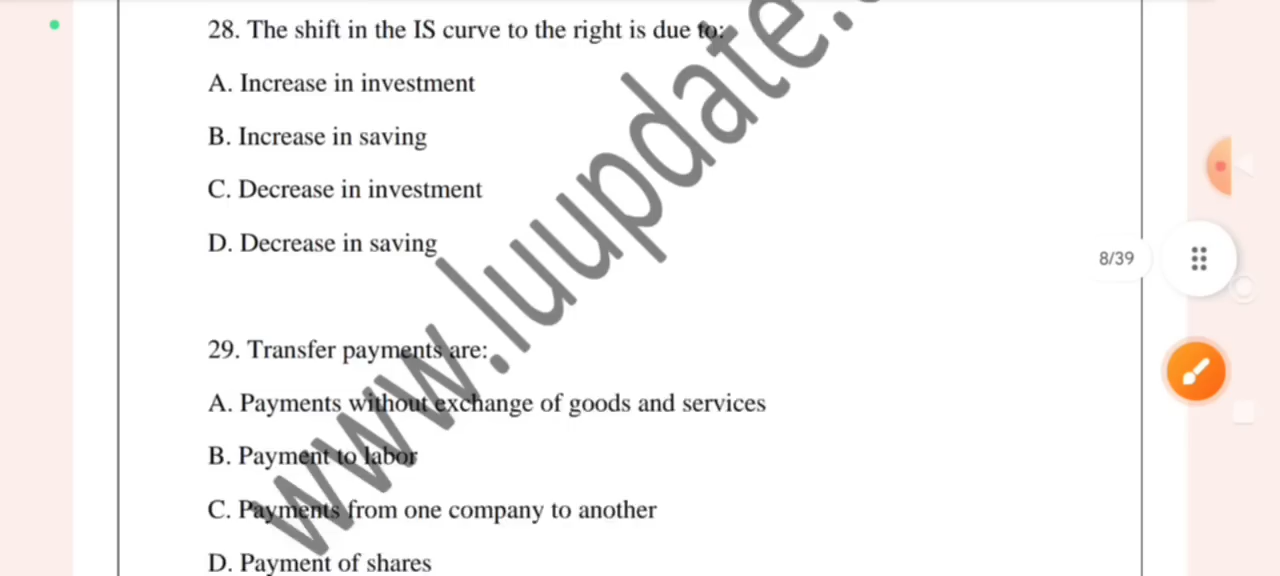 28. The shift in the IS curve to the right is due to:
A. Increase in investment
B. Increase in saving
C. Decrease in investment
D. Decrease in saving
8/39
29. Transfer payments are:
A. Payments without exchange of goods and services
B. Payment to labor
C. Payments from one company to another
D. Payment of shares
www.luupdate.